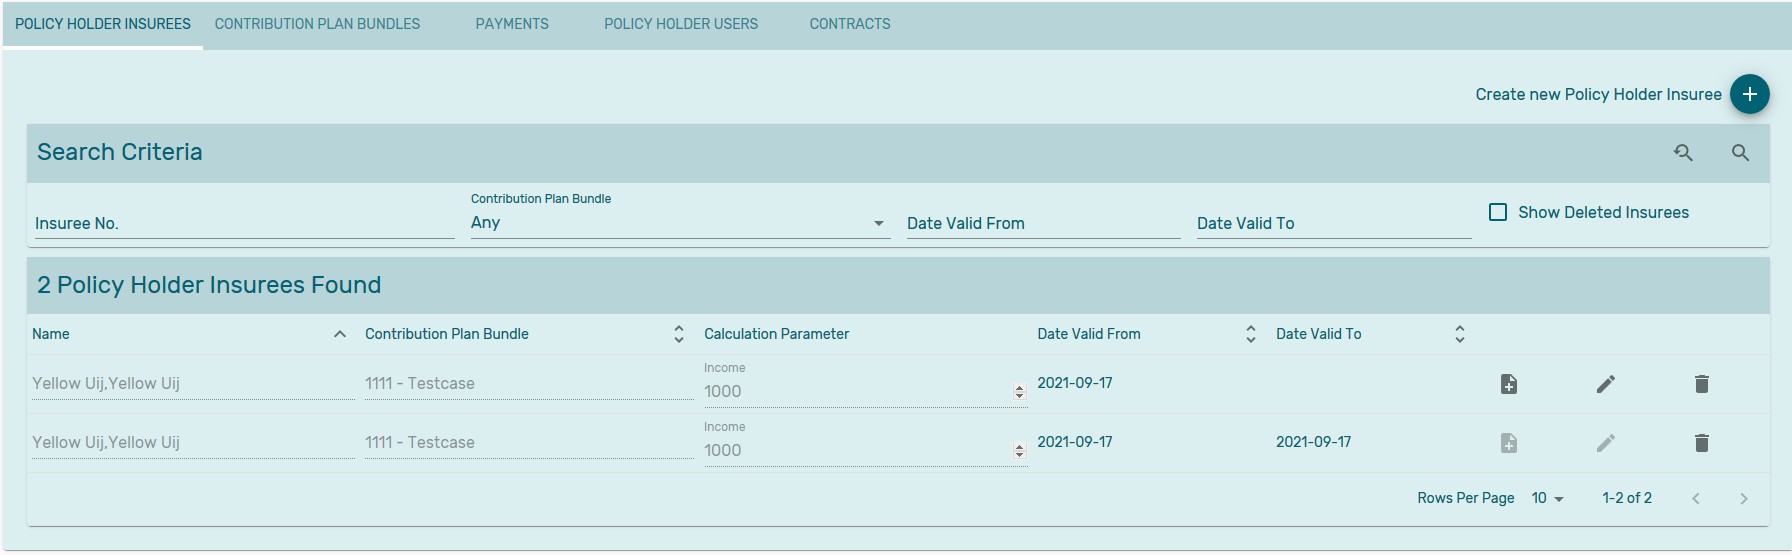 POLICY HOLDER INSUREES CONTRIBUTION PLAN BUNDLES PAYMENTS POLICY HOLDER USERS CONTRACTS
Create new Policy Holder Insuree
Search Criteria
Contribution Plan Bundle
Insuree No. Any Date Valid From Date Valid To Show Deleted Insurees
2 Policy Holder Insurees Found
Name Contribution Plan Bundle Calculation Parameter Date Valid From Date Valid To
Income
Yellow Uij,Yellow Uij 1111 - Testcase 1000 2021-09-17
Income
Yellow Uij,Yellow Uij 1111 - Testcase 1000 2021-09-17 2021-09-17
Rows Per Page 10 1-2 of 2